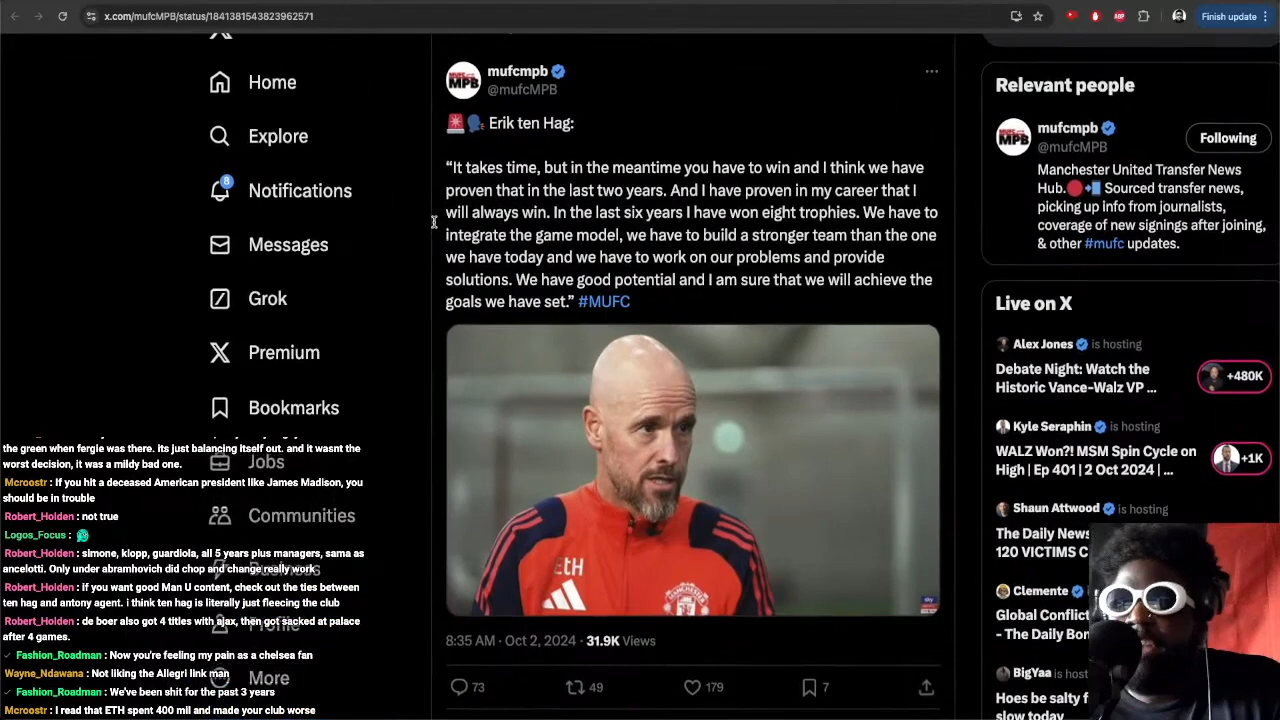 x.com/mufcMPB/status/1841381543823962571
Finish update
Home
Explore
8
Notifications
Messages
Grok
Premium
Bookmarks
Jobs
Communities
More
mufcmpb
@mufcMPB
Erik ten Hag:
“It takes time, but in the meantime you have to win and I think we have
proven that in the last two years. And I have proven in my career that I
will always win. In the last six years I have won eight trophies. We have to
integrate the game model, we have to build a stronger team than the one
we have today and we have to work on our problems and provide
solutions. We have good potential and I am sure that we will achieve the
goals we have set.” #MUFC
ETH
sky
8:35 AM · Oct 2, 2024 · 31.9K Views
73
49
179
7
Relevant people
mufcmpb
@mufcMPB
Following
Manchester United Transfer News
Hub. Sourced transfer news,
picking up info from journalists,
coverage of new signings after joining,
& other #mufc updates.
Live on X
Alex Jones is hosting
Debate Night: Watch the
Historic Vance-Walz VP ...
+480K
Kyle Seraphin is hosting
WALZ Won?! MSM Spin Cycle on
High | Ep 401 | 2 Oct 2024 | ...
+1K
Shaun Attwood is hosting
The Daily News
120 VICTIMS C
Clemente
Global Conflict
- The Daily Bon
BigYaa is host
Hoes be salty f
slow today
the green when fergie was there. its just balancing itself out. and it wasnt the
worst decision, it was a mildy bad one.
Mcroostr : If you hit a deceased American president like James Madison, you
should be in trouble
Robert_Holden : not true
Logos_Focus :
Robert_Holden : simone, klopp, guardiola, all 5 years plus managers, sama as
ancelotti. Only under abramhovich did chop and change really work
Robert_Holden : if you want good Man U content, check out the ties between
ten hag and antony agent. i think ten hag is literally just fleecing the club
Robert_Holden : de boer also got 4 titles with ajax, then got sacked at palace
after 4 games.
Fashion_Roadman : Now you're feeling my pain as a chelsea fan
Wayne_Ndawana : Not liking the Allegri link man
Fashion_Roadman : We've been shit for the past 3 years
Mcroostr : I read that ETH spent 400 mil and made your club worse